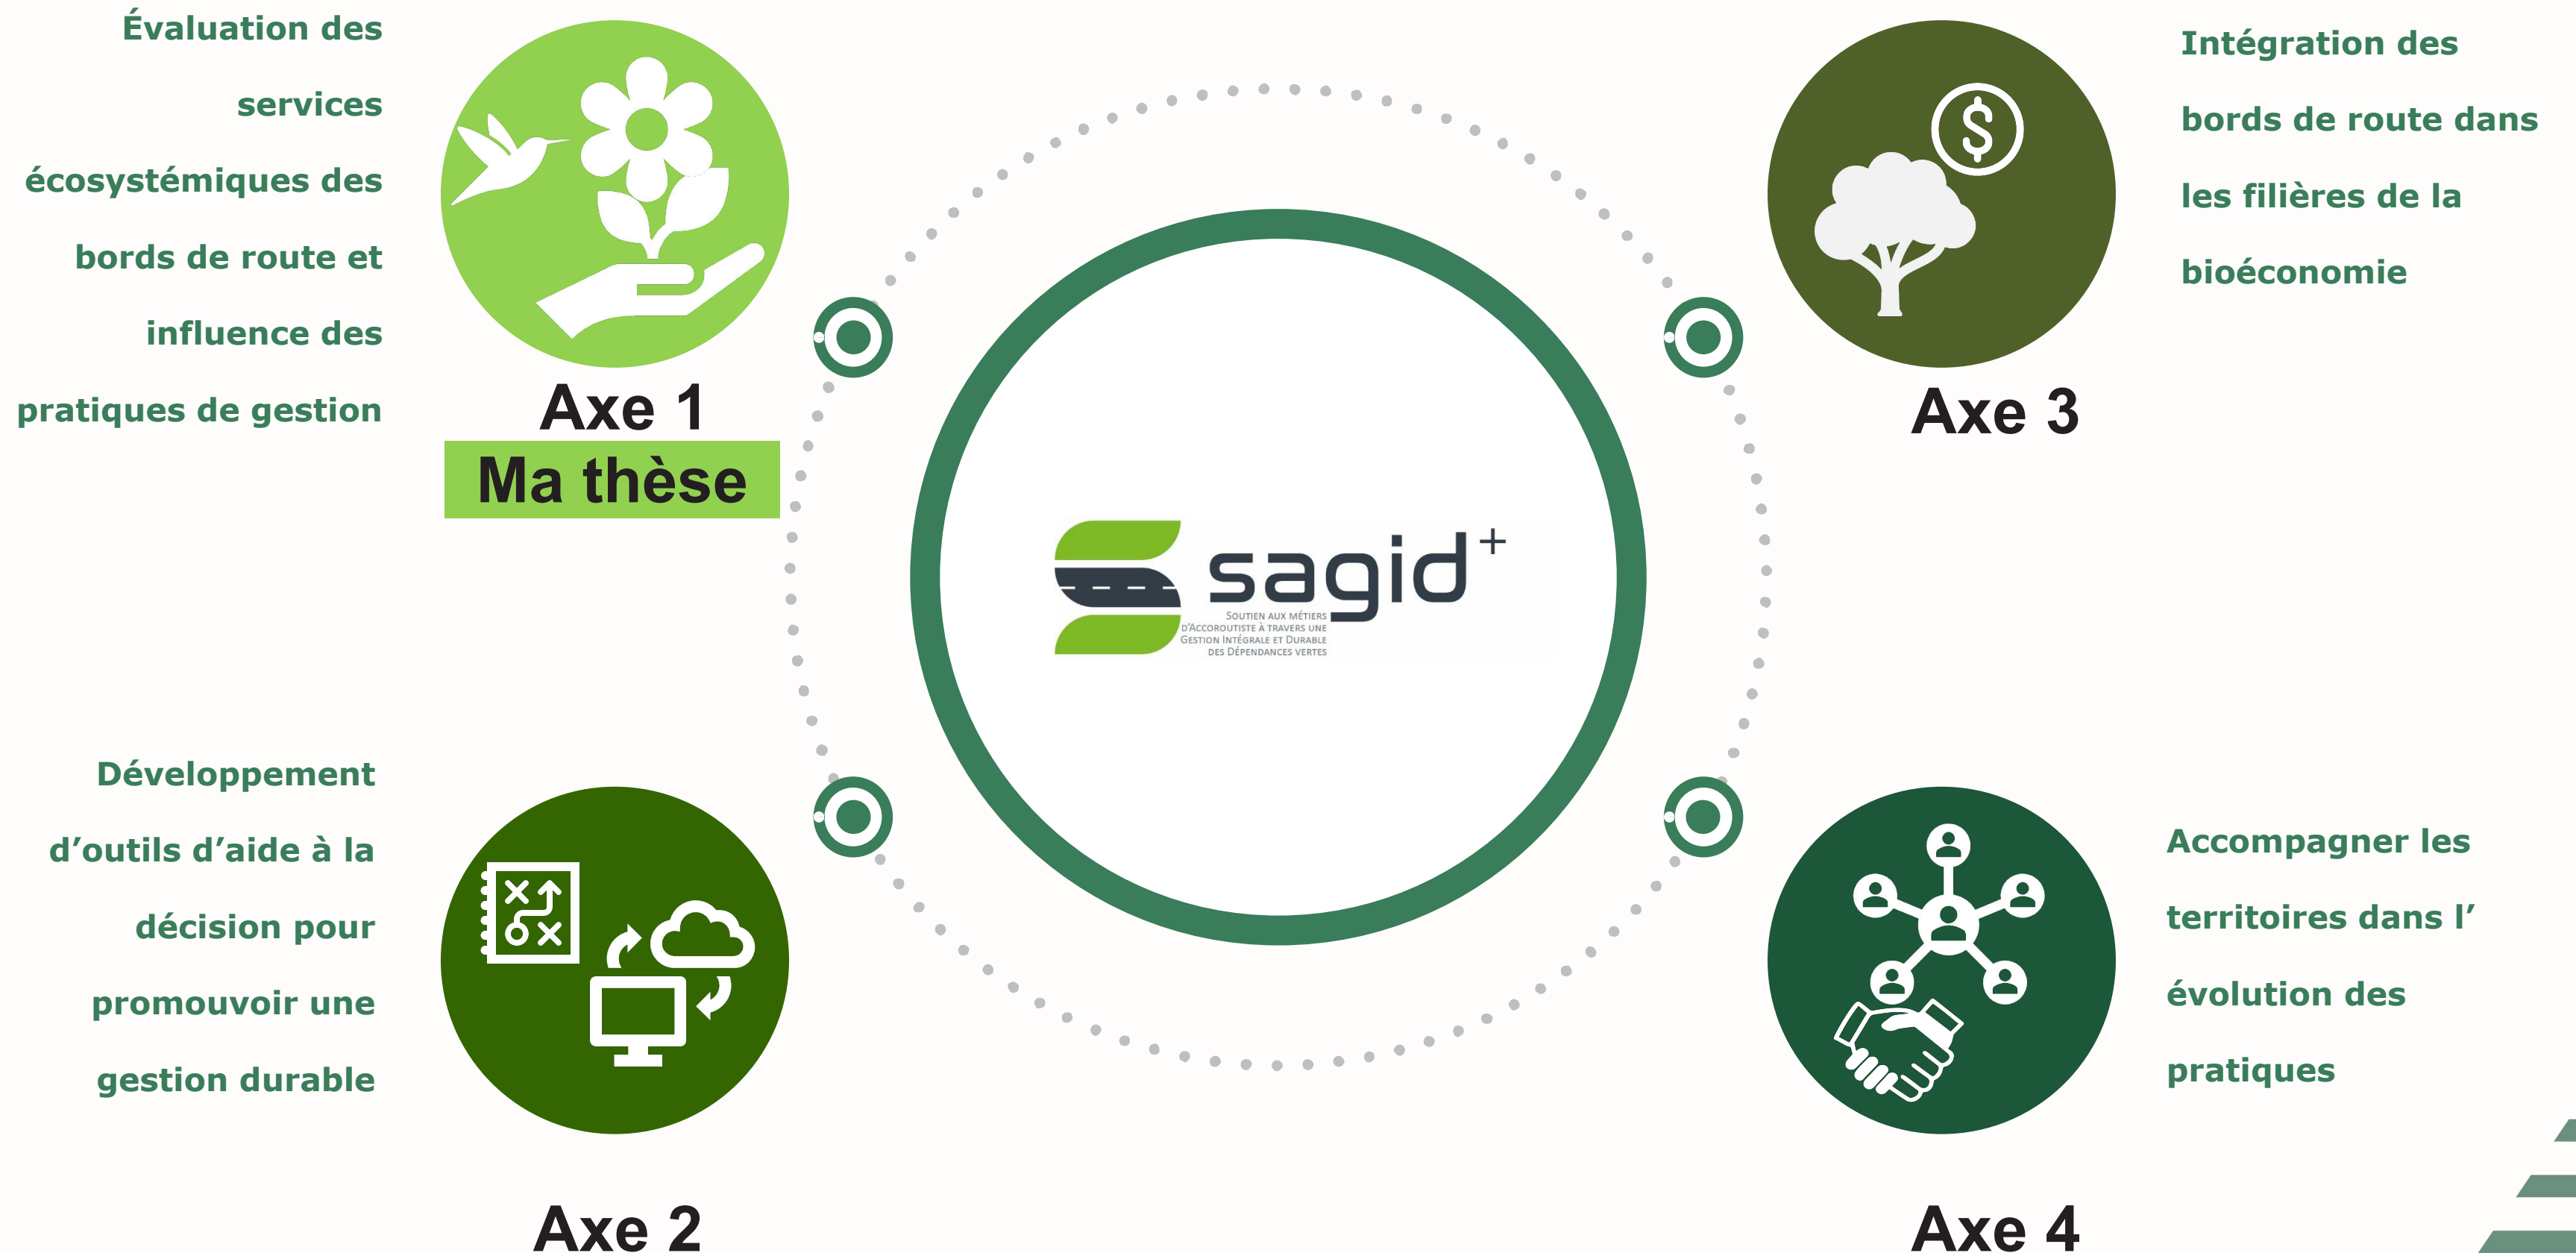 Évaluation des
services
écosystémiques des
bords de route et
influence des
pratiques de gestion
Axe 1
Ma thèse
Développement
d’outils d’aide à la
décision pour
promouvoir une
gestion durable
Axe 2
sagid+
SOUTIEN AUX MÉTIERS
D’ACCOROUTISTE À TRAVERS UNE
GESTION INTÉGRALE ET DURABLE
DES DÉPENDANCES VERTES
Intégration des
bords de route dans
les filières de la
bioéconomie
Axe 3
Accompagner les
territoires dans l’
évolution des
pratiques
Axe 4